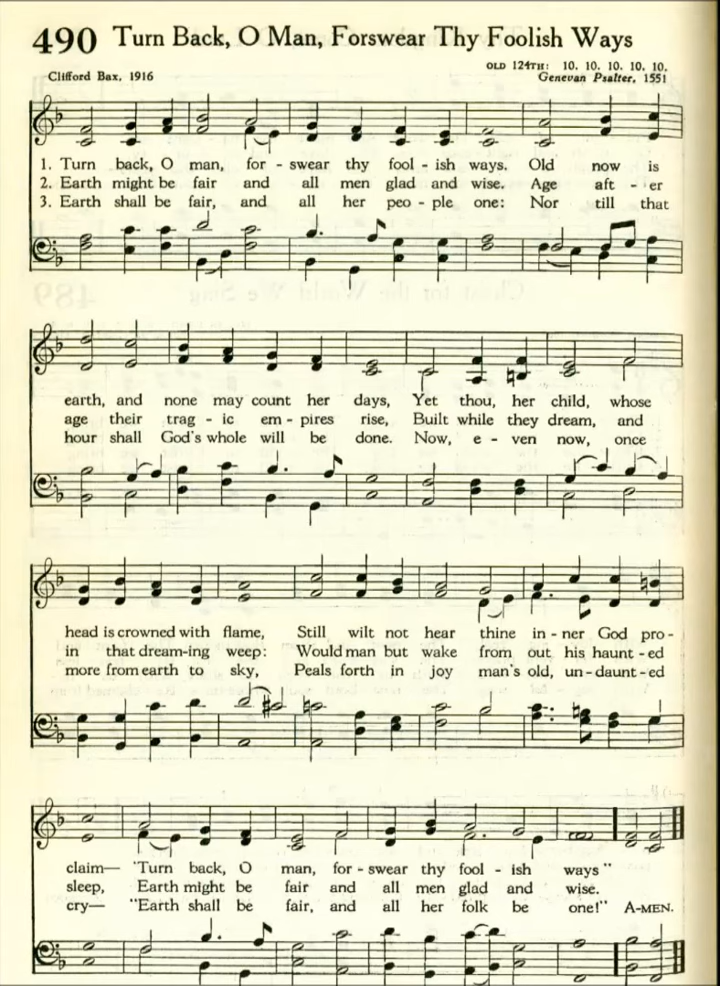 490 Turn Back, O Man, Forswear Thy Foolish Ways
OLD 124TH: 10. 10. 10. 10. 10.
Clifford Bax, 1916 Genevan Psalter, 1551
1. Turn back, O man, for - swear thy fool - ish ways. Old now is
2. Earth might be fair and all men glad and wise. Age aft - er
3. Earth shall be fair, and all her peo - ple one: Nor till that
earth, and none may count her days, Yet thou, her child, whose
age their trag - ic em - pires rise, Built while they dream, and
hour shall God's whole will be done. Now, e - ven now, once
head is crowned with flame, Still wilt not hear thine in - ner God pro -
in that dream-ing weep: Would man but wake from out his haunt - ed
more from earth to sky, Peals forth in joy man's old, un-daunt - ed
claim— 'Turn back, O man, for - swear thy fool - ish ways "
sleep, Earth might be fair and all men glad and wise.
cry— "Earth shall be fair, and all her folk be one!" A-MEN.